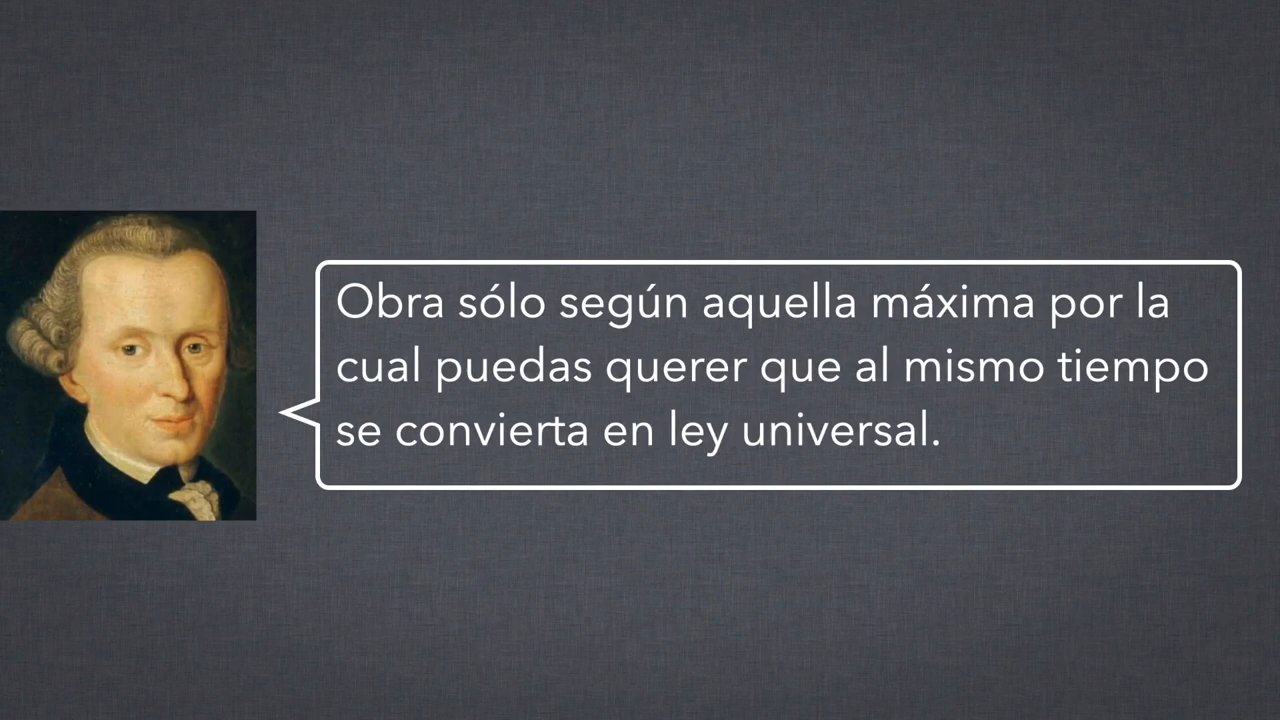 Obra sólo según aquella máxima por la
cual puedas querer que al mismo tiempo
se convierta en ley universal.